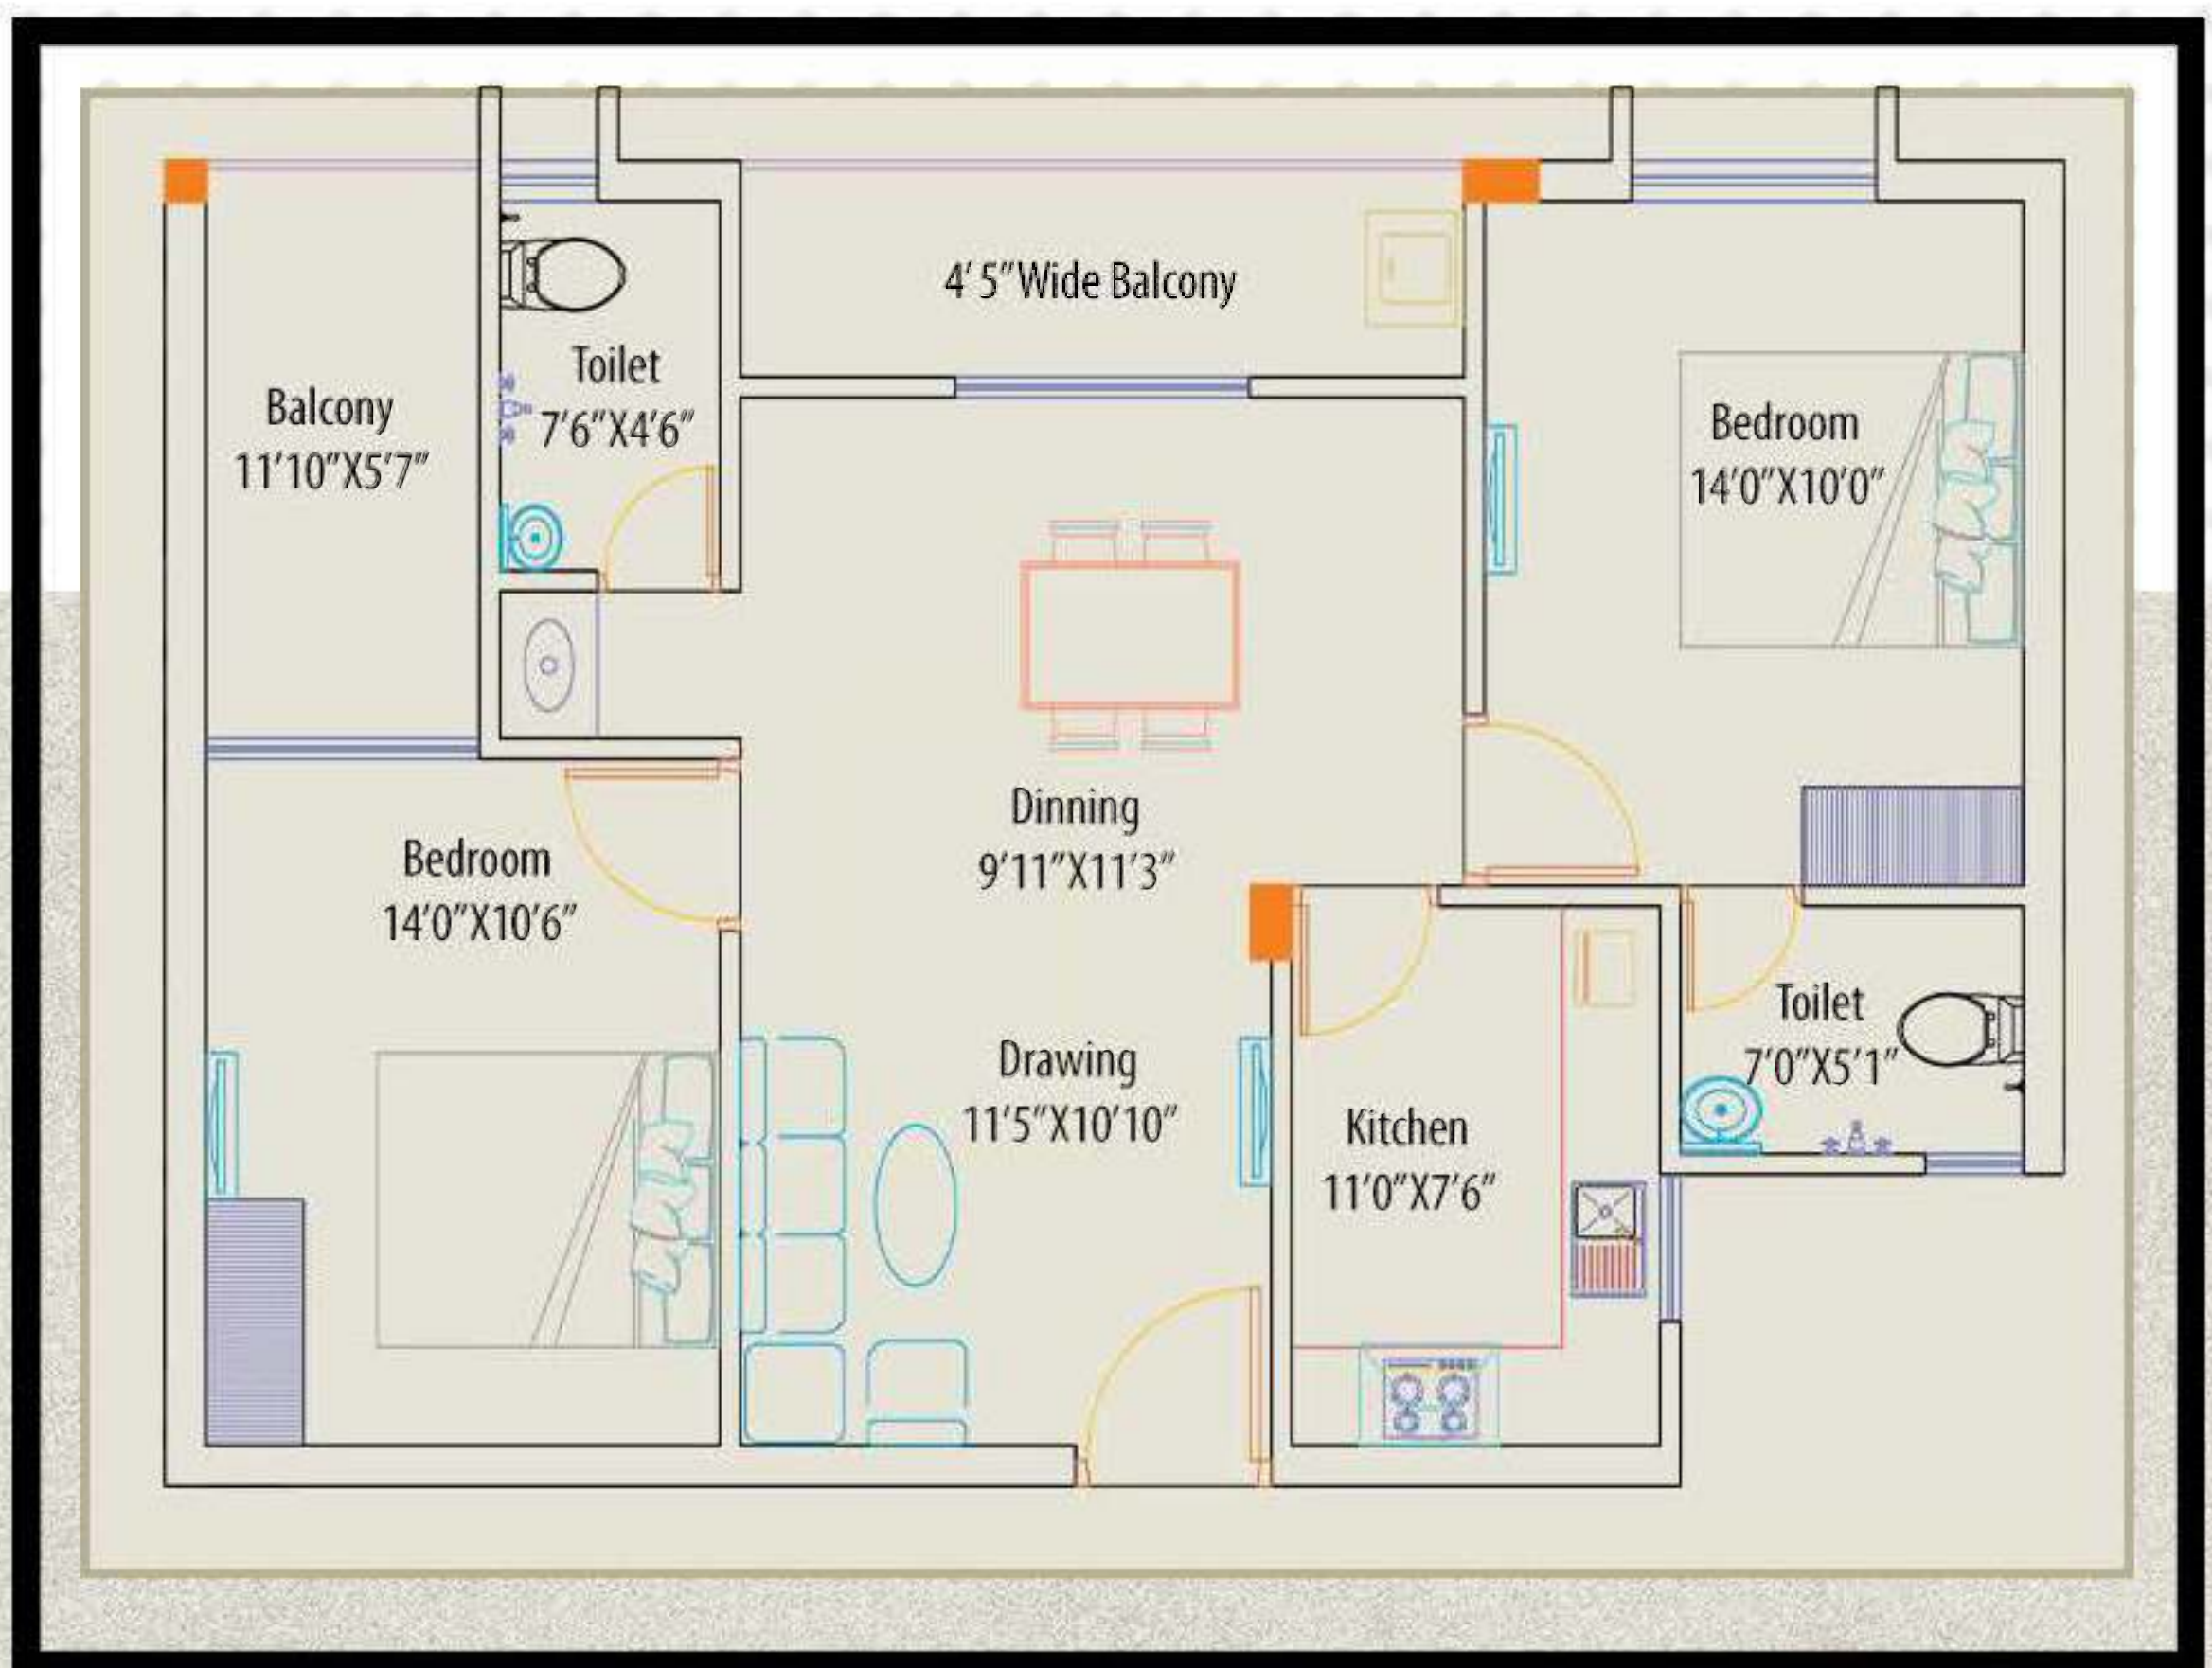 4' 5" Wide Balcony
Toilet
7'6"X4'6"
Balcony
11'10"X5'7"
Bedroom
14'0"X10'0"
Dinning
9'11"X11'3"
Bedroom
14'0"X10'6"
Toilet
7'0"X5'1"
Drawing
11'5"X10'10"
Kitchen
11'0"X7'6"